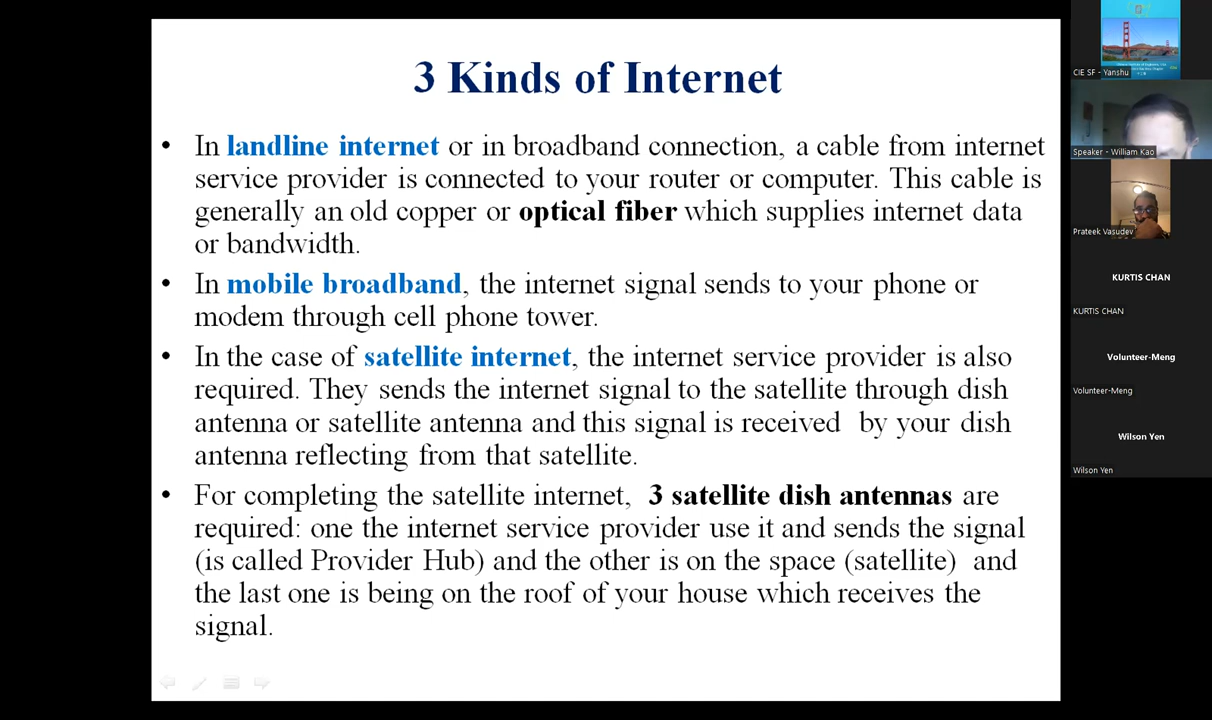 3 Kinds of Internet
• In landline internet or in broadband connection, a cable from internet
service provider is connected to your router or computer. This cable is
generally an old copper or optical fiber which supplies internet data
or bandwidth.
• In mobile broadband, the internet signal sends to your phone or
modem through cell phone tower.
• In the case of satellite internet, the internet service provider is also
required. They sends the internet signal to the satellite through dish
antenna or satellite antenna and this signal is received by your dish
antenna reflecting from that satellite.
• For completing the satellite internet, 3 satellite dish antennas are
required: one the internet service provider use it and sends the signal
(is called Provider Hub) and the other is on the space (satellite) and
the last one is being on the roof of your house which receives the
signal.
CIE SF - Yanshu
Speaker - William Kao
Prateek Vasudev
KURTIS CHAN
KURTIS CHAN
Volunteer-Meng
Volunteer-Meng
Wilson Yen
Wilson Yen